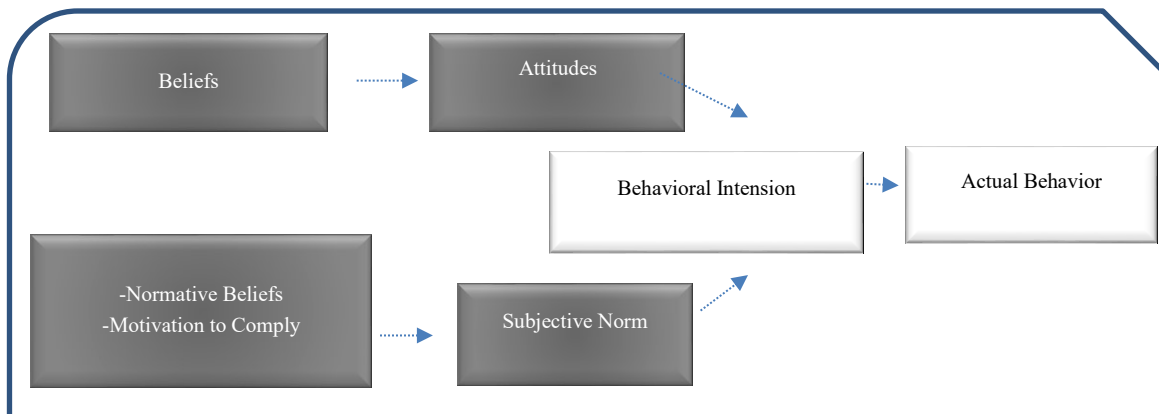 Beliefs
Attitudes
Behavioral Intension
Actual Behavior
-Normative Beliefs
-Motivation to Comply
Subjective Norm